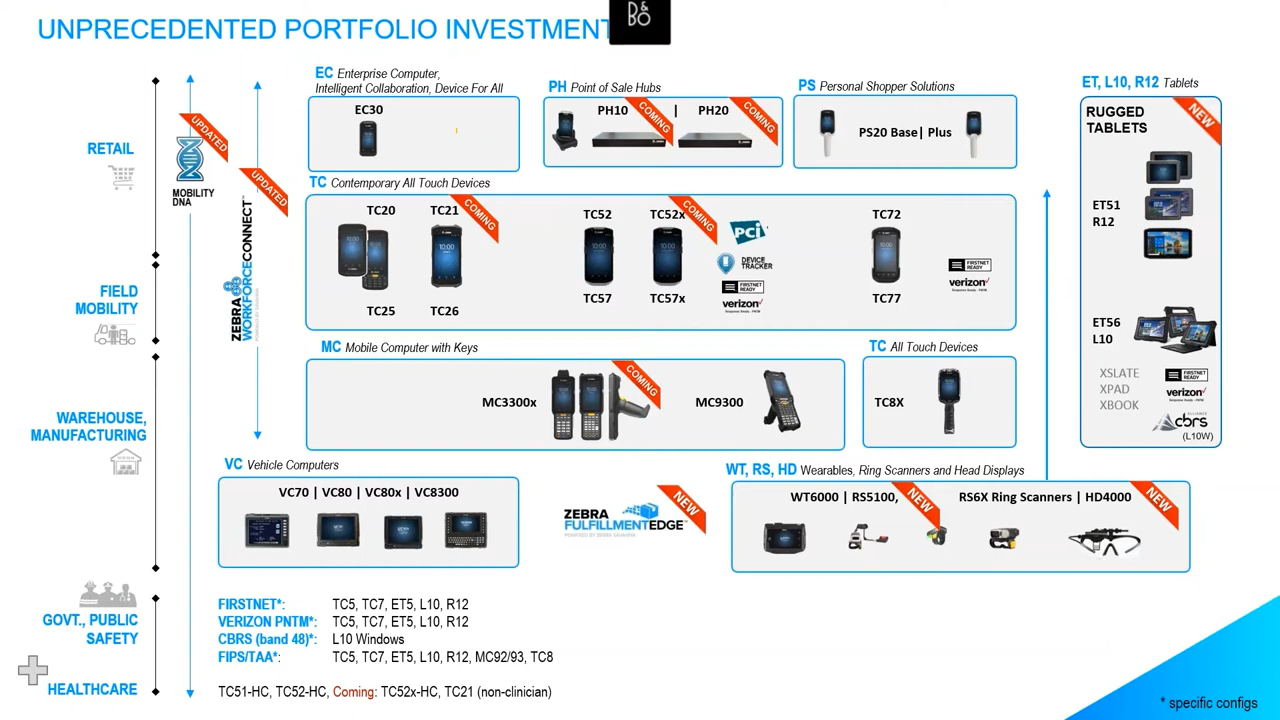 UNPRECEDENTED PORTFOLIO INVESTMENT
B&O
EC Enterprise Computer,
Intelligent Collaboration, Device For All
EC30
PH Point of Sale Hubs
PH10 | PH20
COMING
COMING
PS Personal Shopper Solutions
PS20 Base| Plus
ET, L10, R12 Tablets
RUGGED
TABLETS
NEW
ET51
R12
ET56
L10
XSLATE
XPAD
XBOOK
FIRSTNET
READY
verizon✓
ALLIANCE
cbrs
(L10W)
RETAIL
UPDATED
MOBILITY
DNA
UPDATED
ZEBRA
WORKFORCECONNECT™
FIELD
MOBILITY
TC Contemporary All Touch Devices
TC20
TC21
COMING
TC25
TC26
TC52
TC52x
COMING
TC57
TC57x
PCi
DEVICE
TRACKER
FIRSTNET
READY
verizon✓
TC72
TC77
FIRSTNET
READY
verizon✓
WAREHOUSE,
MANUFACTURING
MC Mobile Computer with Keys
MC3300x
COMING
MC9300
TC All Touch Devices
TC8X
VC Vehicle Computers
VC70 | VC80 | VC80x | VC8300
ZEBRA
FULFILLMENTEDGE™
POWERED BY ZEBRA SAVANNA
NEW
WT, RS, HD Wearables, Ring Scanners and Head Displays
WT6000 | RS5100,
NEW
RS6X Ring Scanners | HD4000
NEW
GOVT., PUBLIC
SAFETY
FIRSTNET*: TC5, TC7, ET5, L10, R12
VERIZON PNTM*: TC5, TC7, ET5, L10, R12
CBRS (band 48)*: L10 Windows
FIPS/TAA*: TC5, TC7, ET5, L10, R12, MC92/93, TC8
HEALTHCARE
TC51-HC, TC52-HC, Coming: TC52x-HC, TC21 (non-clinician)
* specific configs